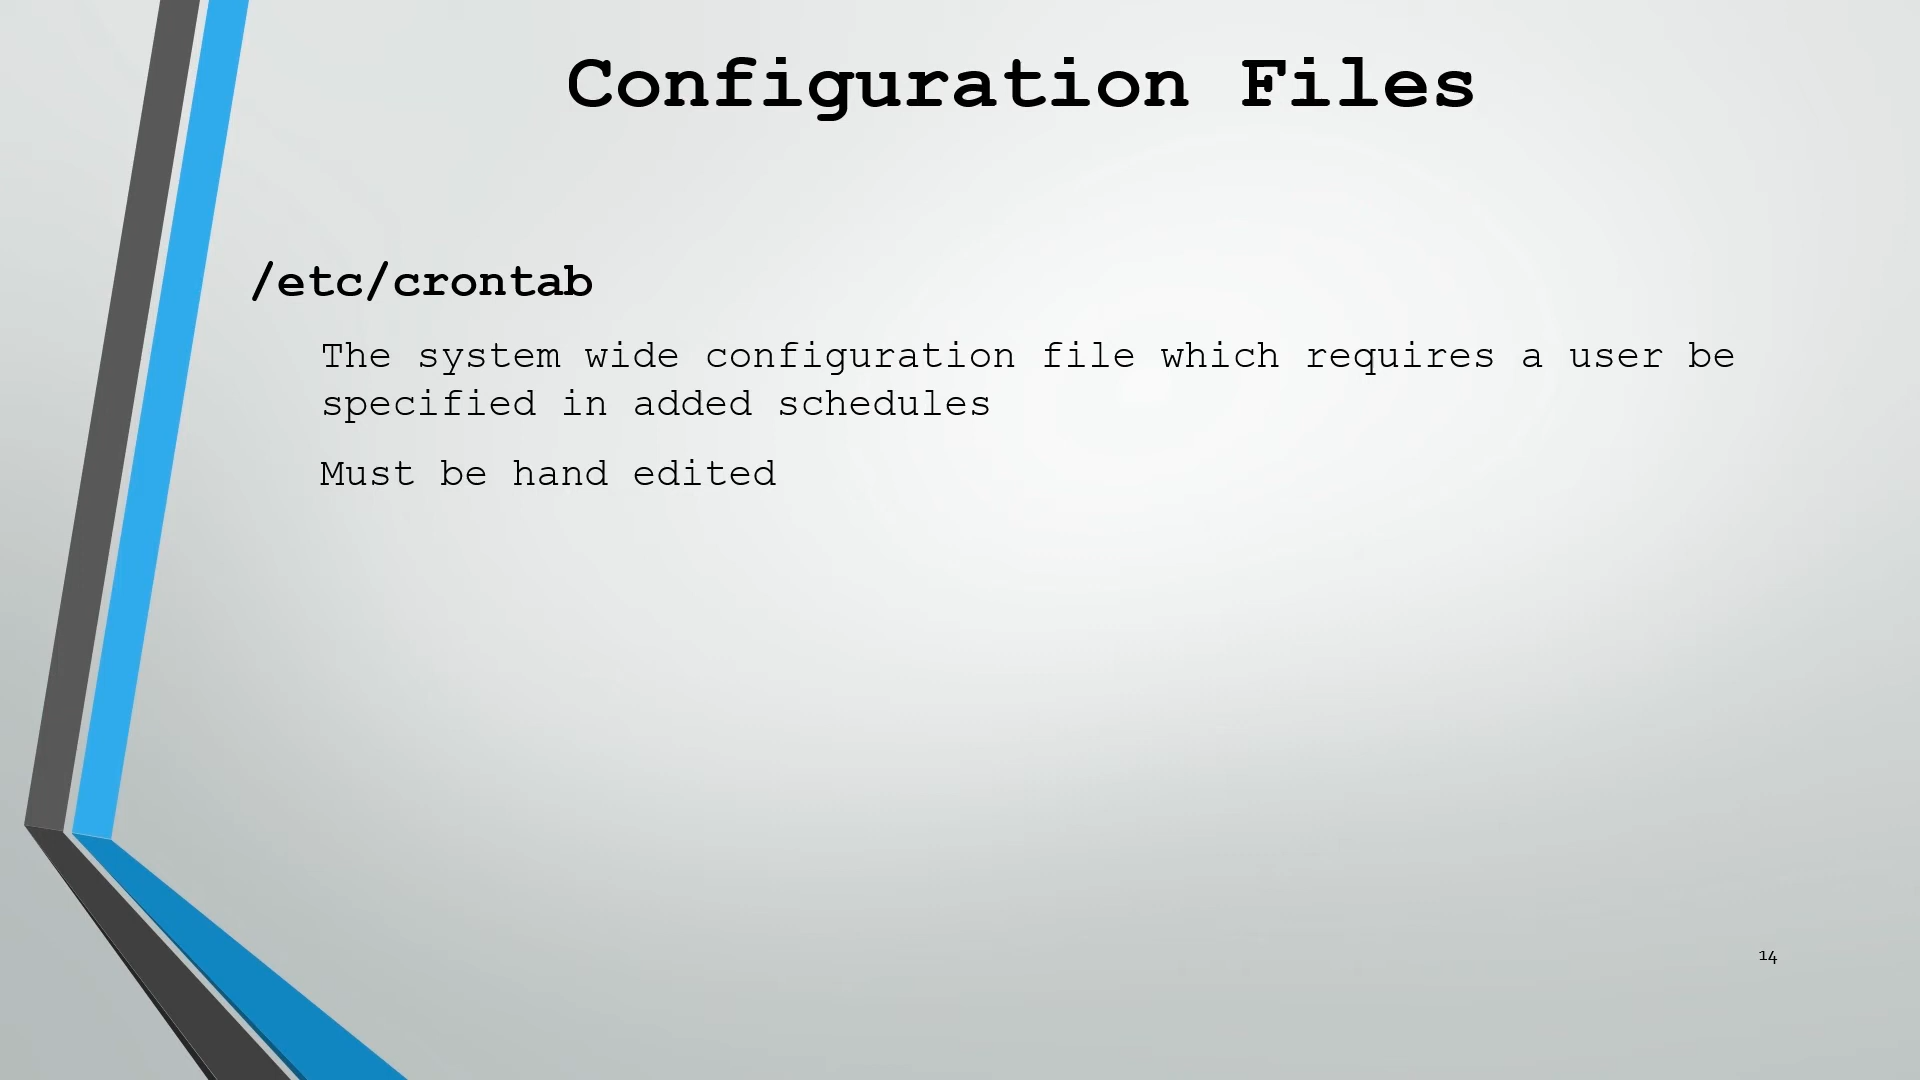 Configuration Files
/etc/crontab
The system wide configuration file which requires a user be
specified in added schedules
Must be hand edited
14